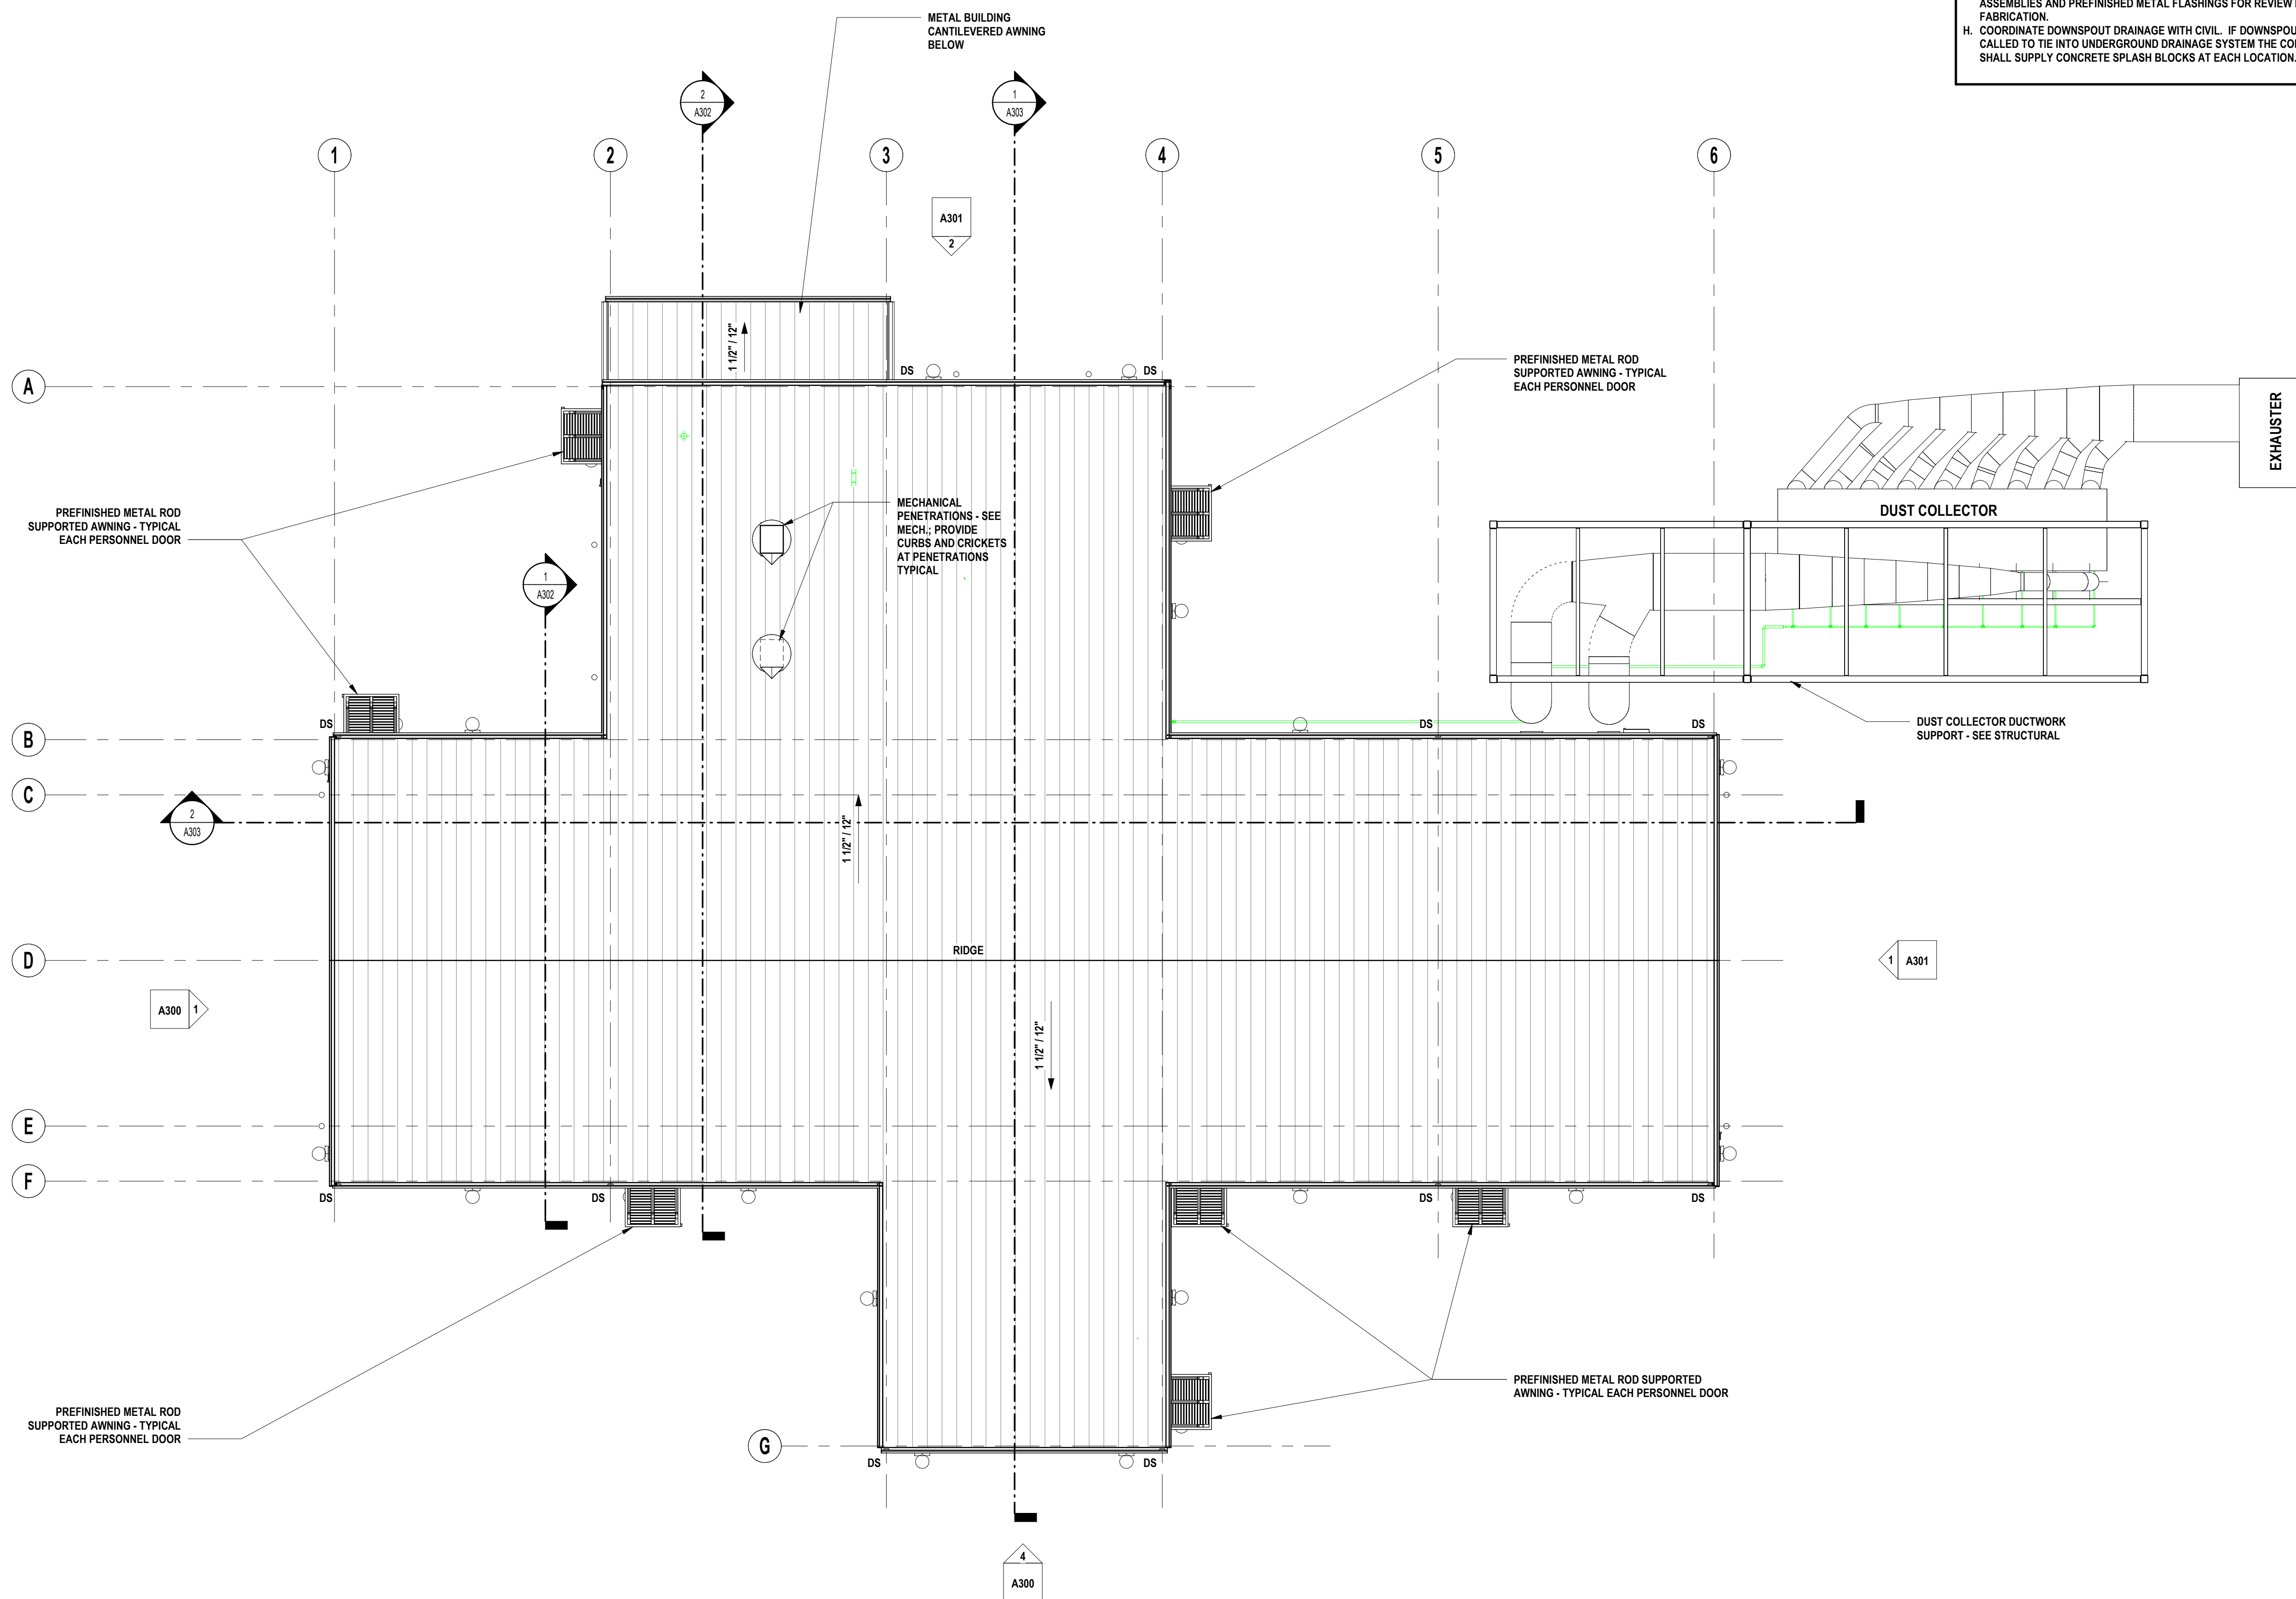 ASSEMBLIES AND PREFINISHED METAL FLASHINGS FOR REVIEW
FABRICATION.
H. COORDINATE DOWNSPOUT DRAINAGE WITH CIVIL. IF
CALLED TO TIE INTO UNDERGROUND DRAINAGE SYSTEM THE
SHALL SUPPLY CONCRETE SPLASH BLOCKS AT EACH LOCATION.
METAL BUILDING
CANTILEVERED AWNING
BELOW
2
A302
1
A303
1
2
3
4
5
6
A301
2
1 1/2" / 12"
DS
DS
A
PREFINISHED METAL ROD
SUPPORTED AWNING - TYPICAL
EACH PERSONNEL DOOR
EXHAUSTER
DUST COLLECTOR
MECHANICAL
PENETRATIONS - SEE
MECH.; PROVIDE
CURBS AND CRICKETS
AT PENETRATIONS
TYPICAL
PREFINISHED METAL ROD
SUPPORTED AWNING - TYPICAL
EACH PERSONNEL DOOR
1
A302
DS
DS
DS
DUST COLLECTOR DUCTWORK
SUPPORT - SEE STRUCTURAL
B
C
2
A303
1 1/2" / 12"
RIDGE
D
1
A301
A300
1
1 1/2" / 12"
E
F
DS
DS
DS
DS
PREFINISHED METAL ROD SUPPORTED
AWNING - TYPICAL EACH PERSONNEL DOOR
PREFINISHED METAL ROD
SUPPORTED AWNING - TYPICAL
EACH PERSONNEL DOOR
G
DS
DS
4
A300